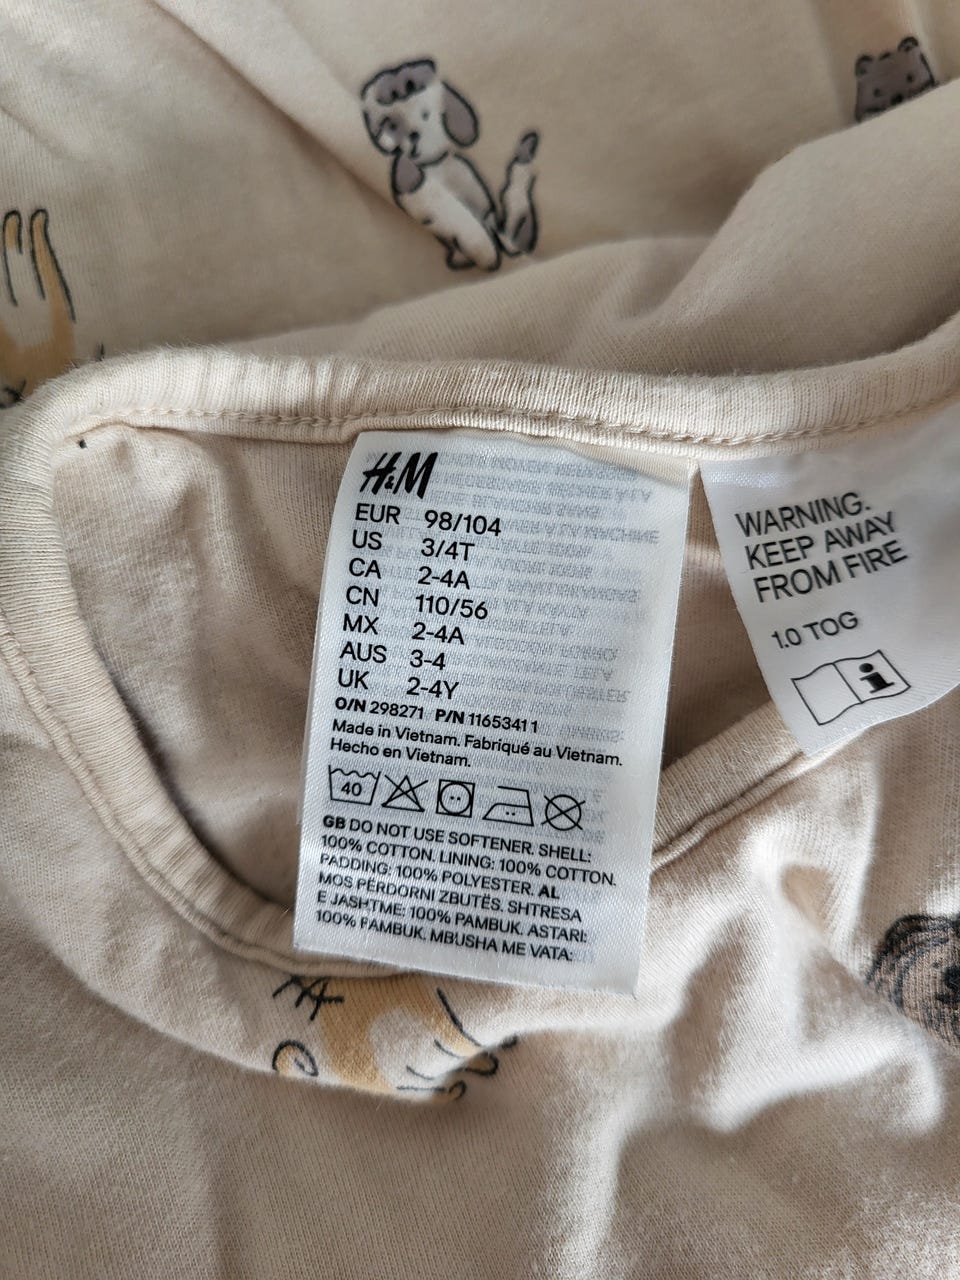 H&M
EUR 98/104
US 3/4T
CA 2-4A
CN 110/56
MX 2-4A
AUS 3-4
UK 2-4Y
O/N 298271 P/N 11653411
Made in Vietnam. Fabriqué au Vietnam.
Hecho en Vietnam.
40
GB DO NOT USE SOFTENER. SHELL:
100% COTTON. LINING: 100% COTTON.
PADDING: 100% POLYESTER. AL
MOS PËRDORNI ZBUTËS. SHTRESA
E JASHTME: 100% PAMBUK. ASTARI:
100% PAMBUK. MBUSHA ME VATA:
WARNING.
KEEP AWAY
FROM FIRE
1.0 TOG